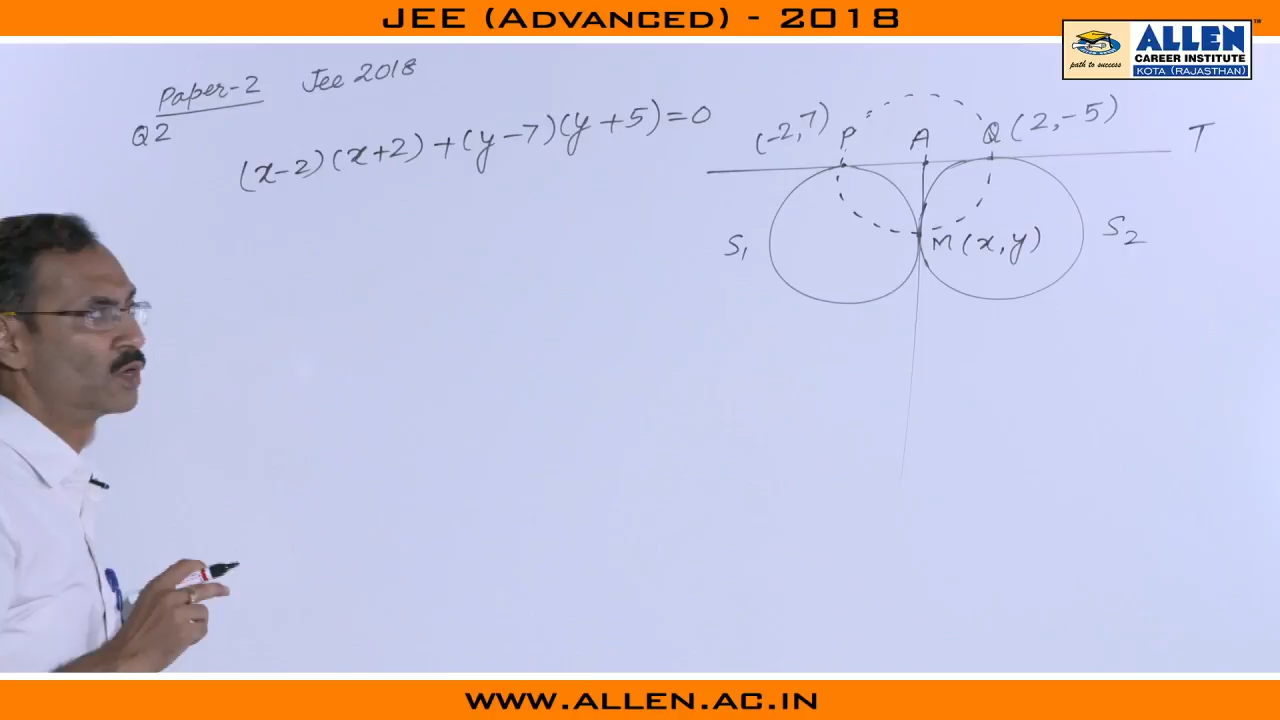 JEE (ADVANCED) - 2018
ALLEN
CAREER INSTITUTE
KOTA (RAJASTHAN)
path to success
Paper-2 Jee 2018
Q2
(x-2)(x+2)+(y-7)(y+5)=0
(-2,7) P A Q(2,-5) T
S1 M(x,y) S2
WWW.ALLEN.AC.IN